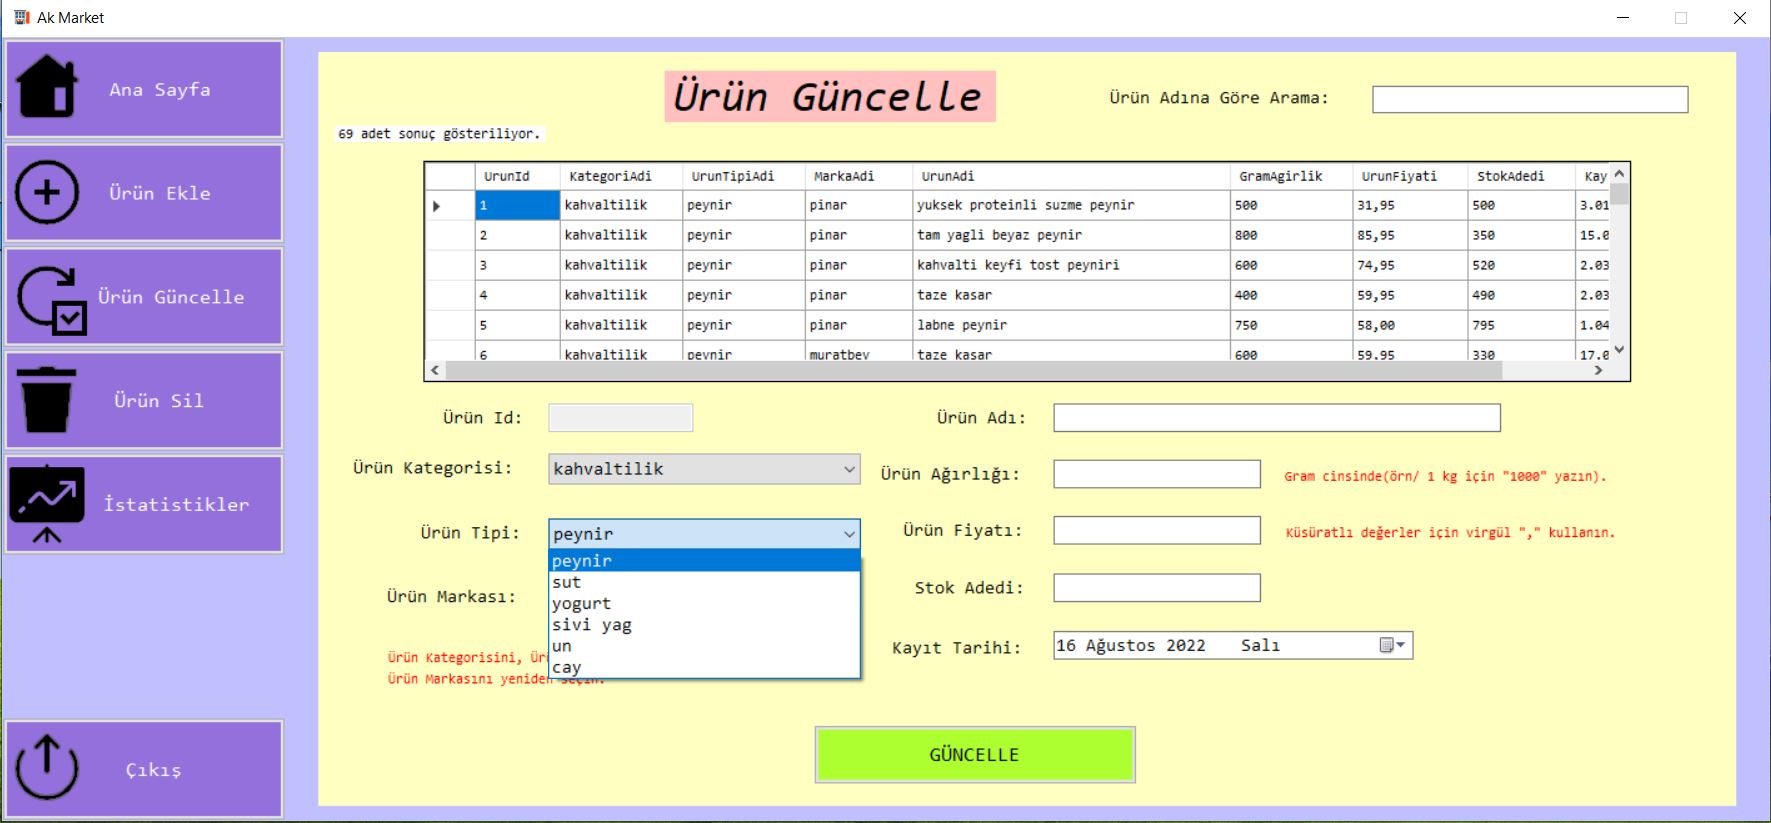 Ak Market
Ana Sayfa
Ürün Ekle
Ürün Güncelle
Ürün Sil
İstatistikler
Çıkış
Ürün Güncelle
Ürün Adına Göre Arama:
69 adet sonuç gösteriliyor.
UrunId KategoriAdi UrunTipiAdi MarkaAdi UrunAdi GramAgirlik UrunFiyati StokAdedi Kay
1 kahvaltilik peynir pinar yuksek proteinli suzme peynir 500 31,95 500 3.01
2 kahvaltilik peynir pinar tam yagli beyaz peynir 800 85,95 350 15.0
3 kahvaltilik peynir pinar kahvalti keyfi tost peyniri 600 74,95 520 2.03
4 kahvaltilik peynir pinar taze kasar 400 59,95 490 2.03
5 kahvaltilik peynir pinar labne peynir 750 58,00 795 1.04
6 kahvaltilik peynir muratbey taze kasar 600 59,95 330 17.0
Ürün Id:
Ürün Kategorisi: kahvaltilik
Ürün Tipi: peynir
peynir
sut
yogurt
sivi yag
un
cay
Ürün Markası:
Ürün Kategorisini, Ürü
Ürün Markasını yeniden seçin.
Ürün Adı:
Ürün Ağırlığı: Gram cinsinde(örn/ 1 kg için "1000" yazın).
Ürün Fiyatı: Küsüratlı değerler için virgül "," kullanın.
Stok Adedi:
Kayıt Tarihi: 16 Ağustos 2022 Salı
GÜNCELLE